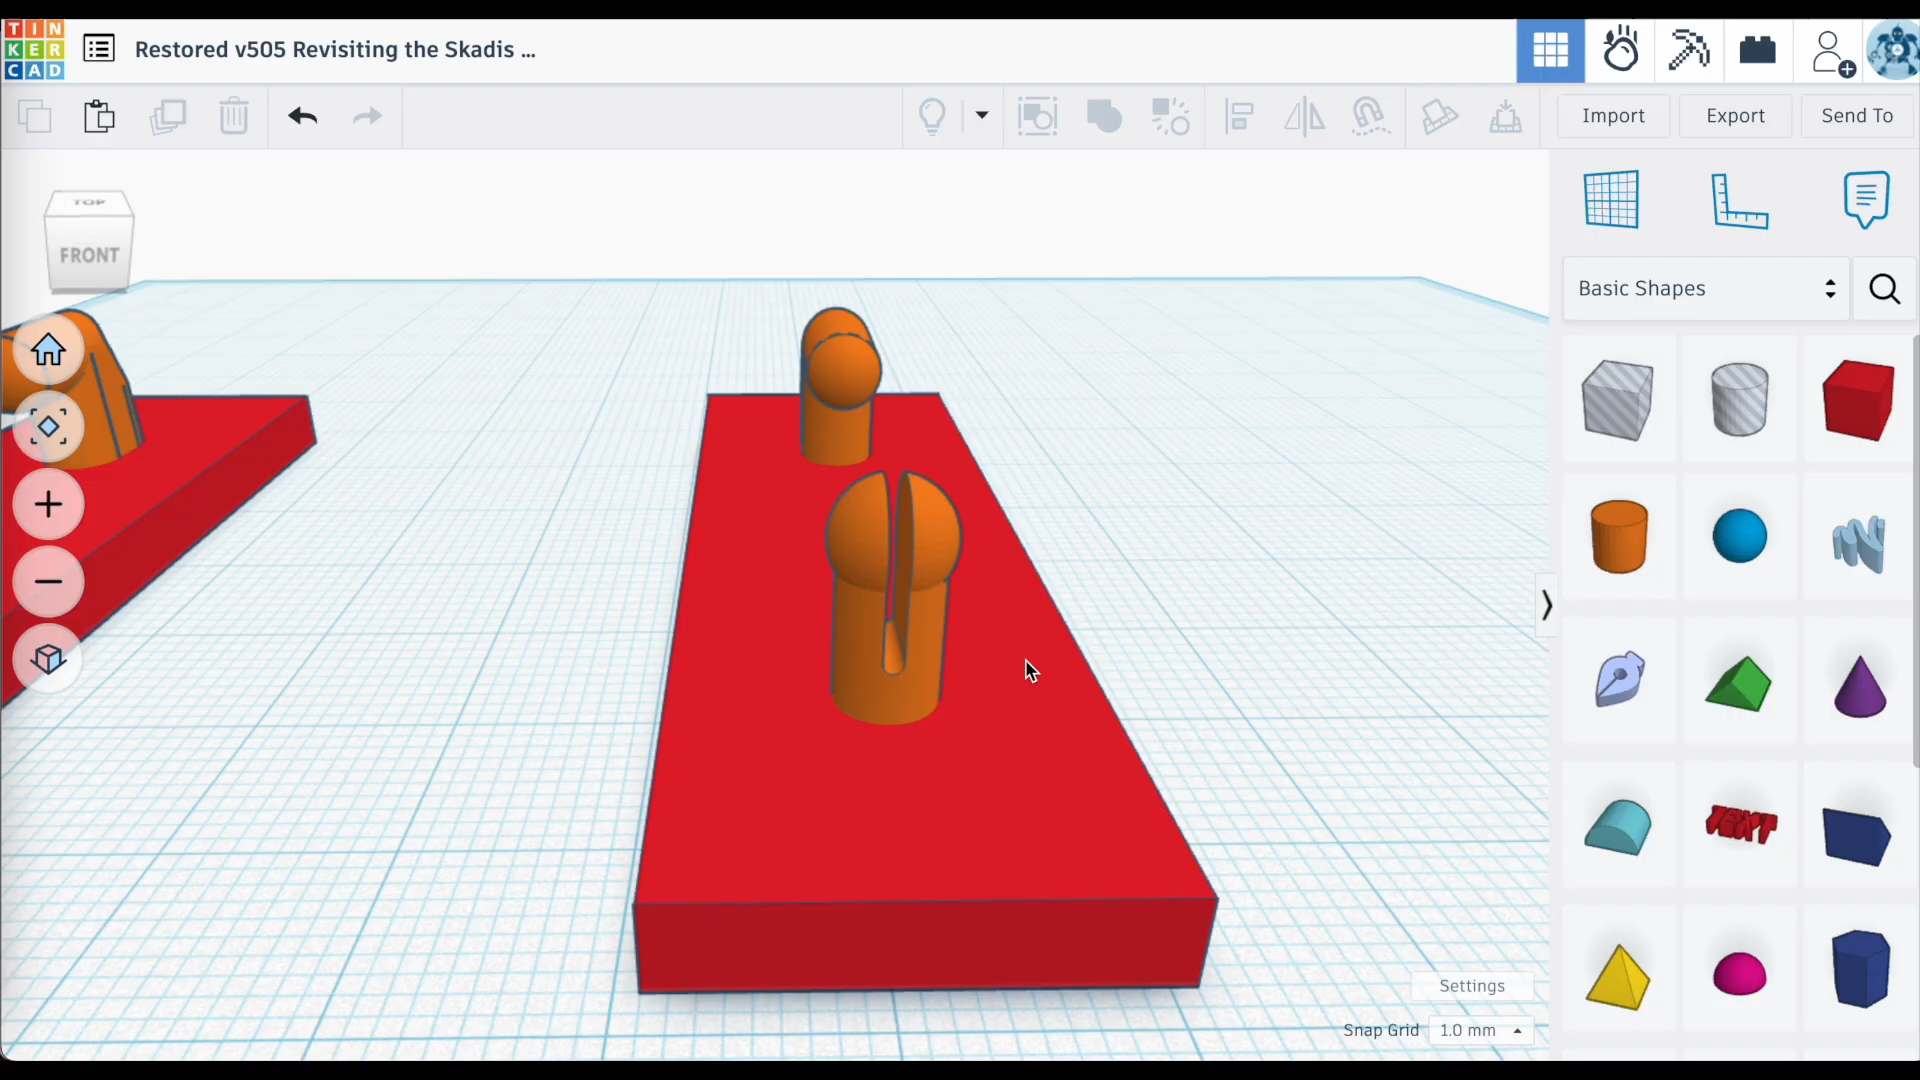 TIN
KER
CAD
Restored v505 Revisiting the Skadis ...
Import
Export
Send To
TOP
FRONT
Basic Shapes
TEXT
Settings
Snap Grid
1.0 mm